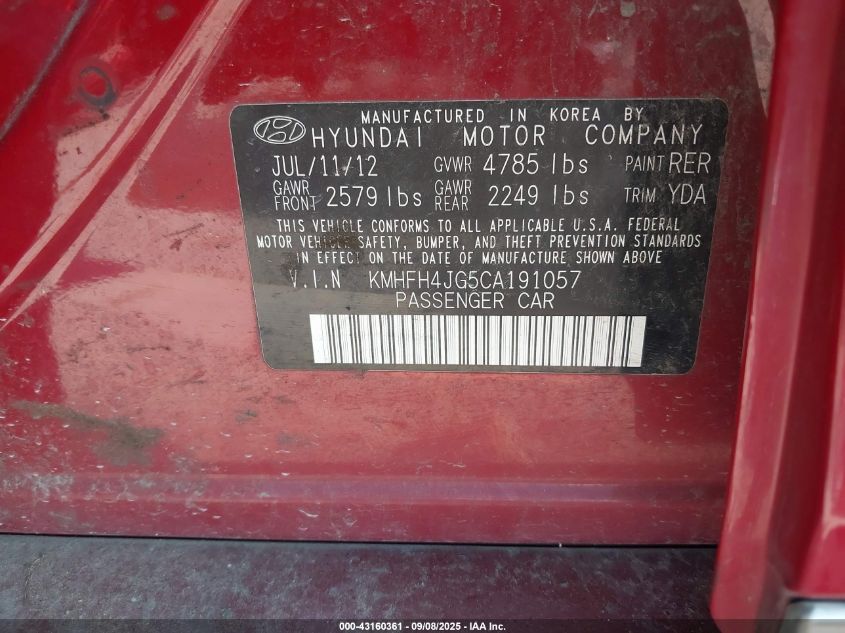 MANUFACTURED IN KOREA BY
HYUNDAI MOTOR COMPANY
JUL/11/12 GVWR 4785 lbs PAINT RER
GAWR FRONT 2579 lbs GAWR REAR 2249 lbs TRIM YDA
THIS VEHICLE CONFORMS TO ALL APPLICABLE U.S.A. FEDERAL
MOTOR VEHICLE SAFETY, BUMPER, AND THEFT PREVENTION STANDARDS
IN EFFECT ON THE DATE OF MANUFACTURE SHOWN ABOVE.
V.I.N KMHFH4JG5CA191057
PASSENGER CAR
000-43160361 - 09/08/2025 - IAA Inc.